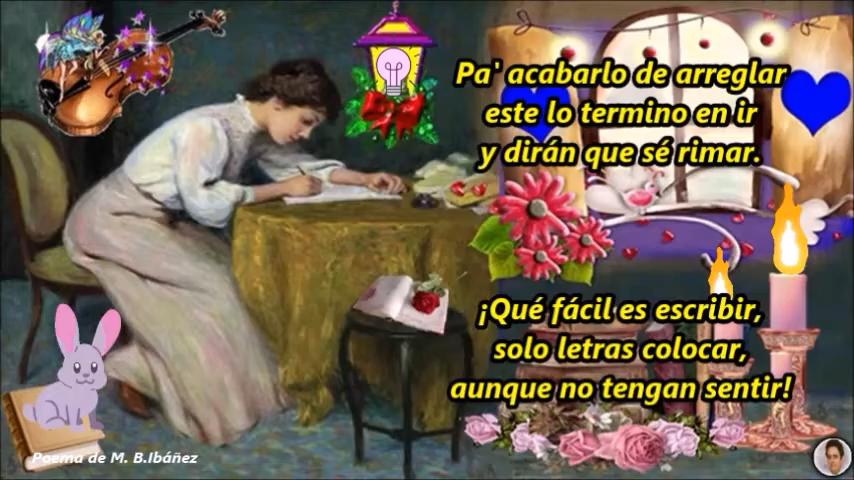 Pa' acabarlo de arreglar
este lo termino en ir
y dirán que sé rimar.
¡Qué fácil es escribir,
solo letras colocar,
aunque no tengan sentir!
Poema de M. B.Ibáñez